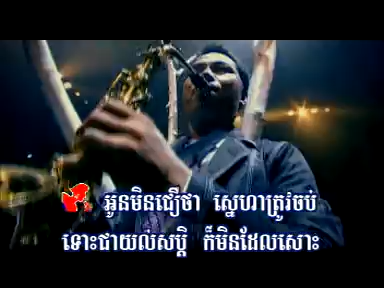 អូនមិនជឿថា ស្នេហាត្រូវចប់
ទោះជាយល់សប្តិ ក៏មិនដែលសោះ